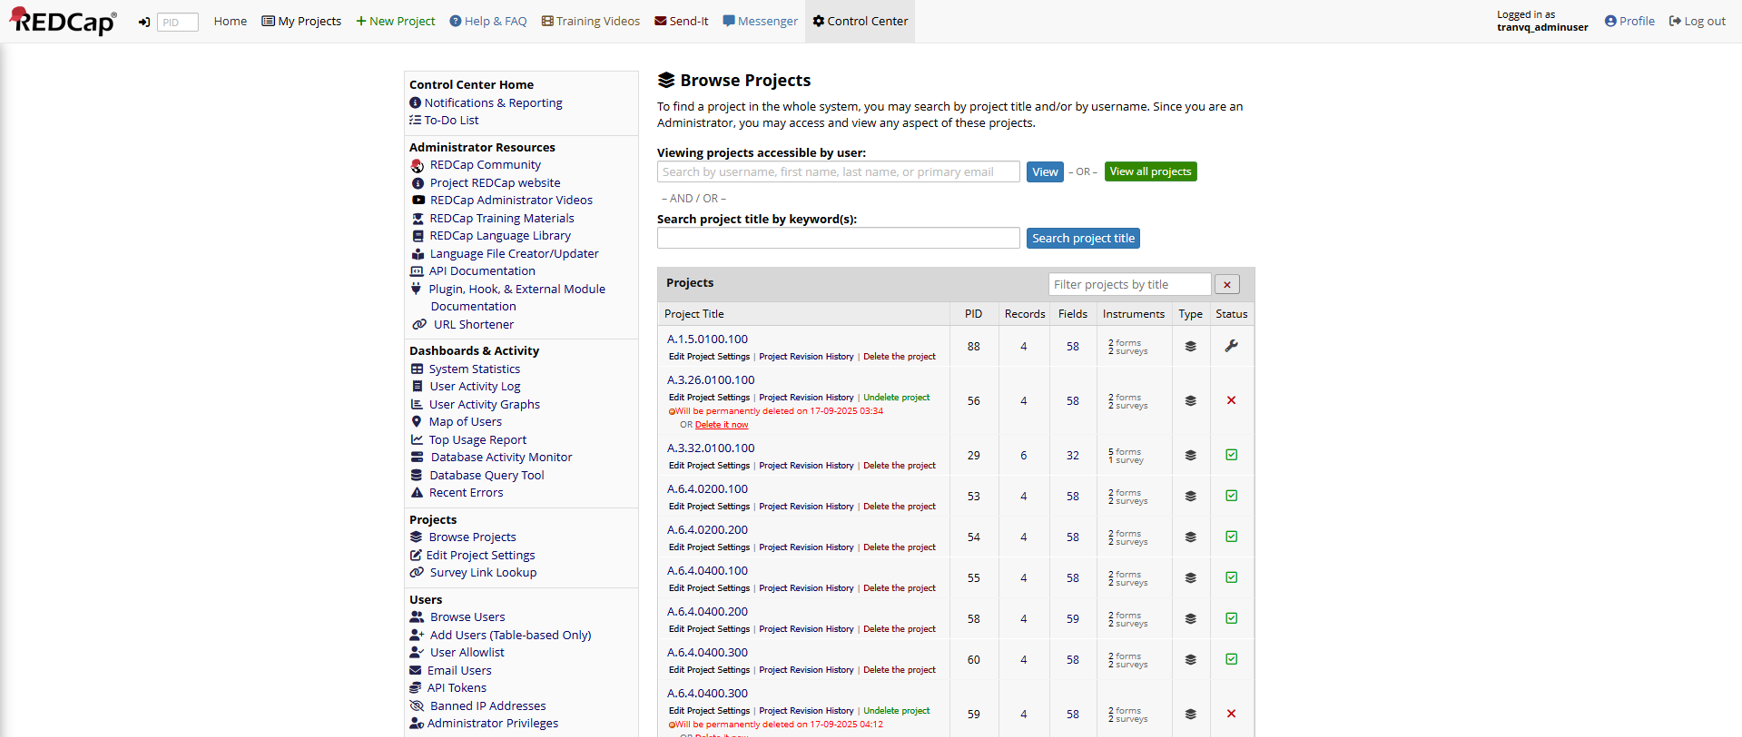 REDCap®
PID
Home
My Projects
New Project
Help & FAQ
Training Videos
Send-It
Messenger
Control Center
Logged in as
tranvq_adminuser
Profile
Log out
Control Center Home
Notifications & Reporting
To-Do List
Administrator Resources
REDCap Community
Project REDCap website
REDCap Administrator Videos
REDCap Training Materials
REDCap Language Library
Language File Creator/Updater
API Documentation
Plugin, Hook, & External Module
Documentation
URL Shortener
Dashboards & Activity
System Statistics
User Activity Log
User Activity Graphs
Map of Users
Top Usage Report
Database Activity Monitor
Database Query Tool
Recent Errors
Projects
Browse Projects
Edit Project Settings
Survey Link Lookup
Users
Browse Users
Add Users (Table-based Only)
User Allowlist
Email Users
API Tokens
Banned IP Addresses
Administrator Privileges
Browse Projects
To find a project in the whole system, you may search by project title and/or by username. Since you are an
Administrator, you may access and view any aspect of these projects.
Viewing projects accessible by user:
Search by username, first name, last name, or primary email
View
– OR –
View all projects
– AND / OR –
Search project title by keyword(s):
Search project title
Projects
Filter projects by title
Project Title PID Records Fields Instruments Type Status
A.1.5.0100.100
Edit Project Settings | Project Revision History | Delete the project
88 4 58
2 forms
2 surveys
A.3.26.0100.100
Edit Project Settings | Project Revision History | Undelete project
Will be permanently deleted on 17-09-2025 03:34
OR Delete it now
56 4 58
2 forms
2 surveys
A.3.32.0100.100
Edit Project Settings | Project Revision History | Delete the project
29 6 32
5 forms
1 survey
A.6.4.0200.100
Edit Project Settings | Project Revision History | Delete the project
53 4 58
2 forms
2 surveys
A.6.4.0200.200
Edit Project Settings | Project Revision History | Delete the project
54 4 58
2 forms
2 surveys
A.6.4.0400.100
Edit Project Settings | Project Revision History | Delete the project
55 4 58
2 forms
2 surveys
A.6.4.0400.200
Edit Project Settings | Project Revision History | Delete the project
58 4 59
2 forms
2 surveys
A.6.4.0400.300
Edit Project Settings | Project Revision History | Delete the project
60 4 58
2 forms
2 surveys
A.6.4.0400.300
Edit Project Settings | Project Revision History | Undelete project
Will be permanently deleted on 17-09-2025 04:12
OR Delete it now
59 4 58
2 forms
2 surveys